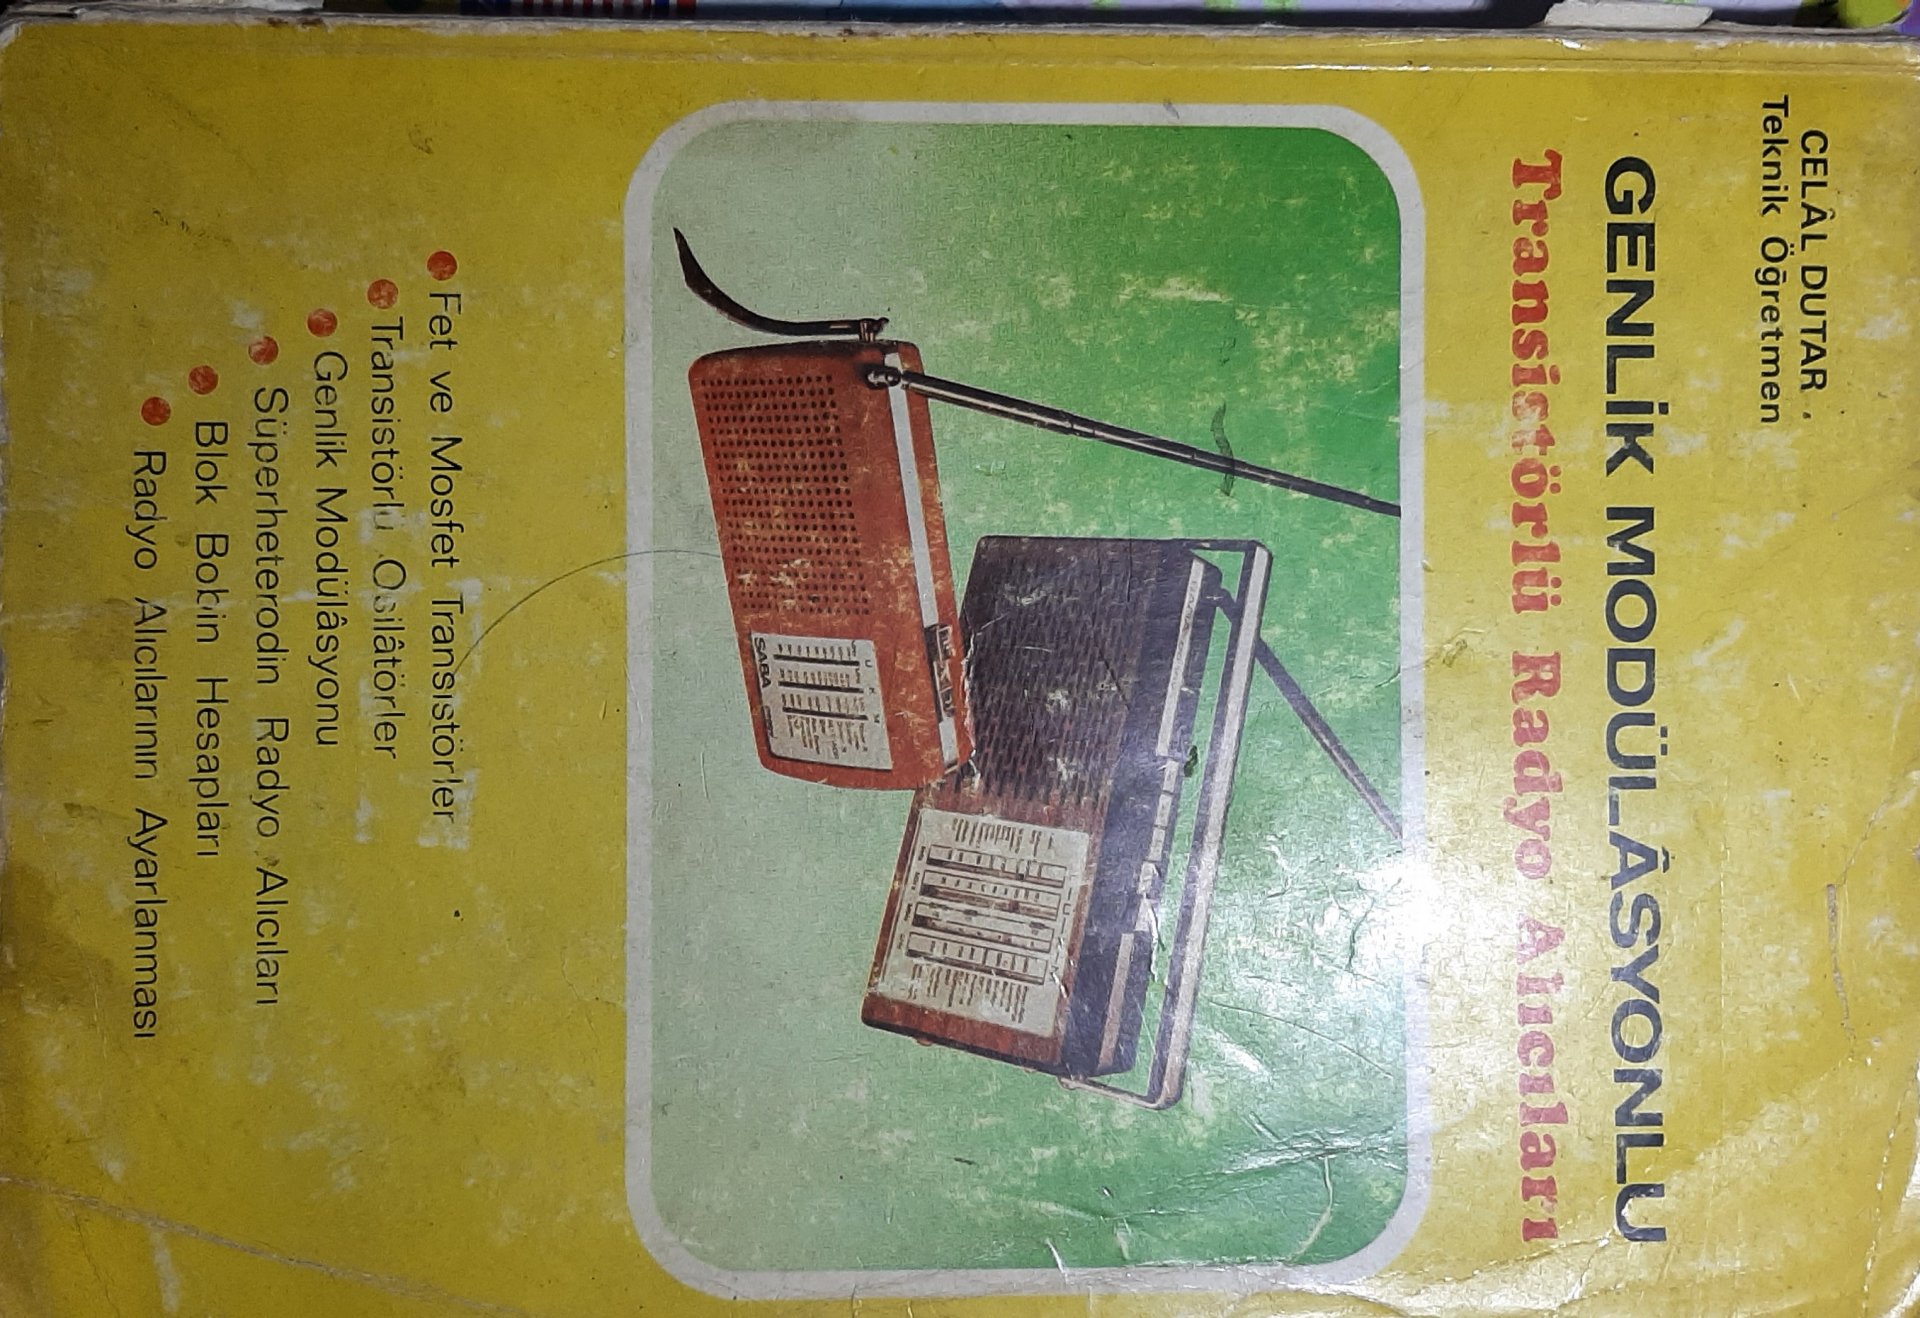 CELÂL DUTAR
Teknik Öğretmen
GENLİK MODÜLÂSYONLU
Transistörlü Radyo Alıcıları
SABA
Fet ve Mosfet Transistörler
Transistörlü Osilâtörler
Genlik Modülâsyonu
Süperheterodin Radyo Alıcıları
Blok Bobin Hesapları
Radyo Alıcılarının Ayarlanması